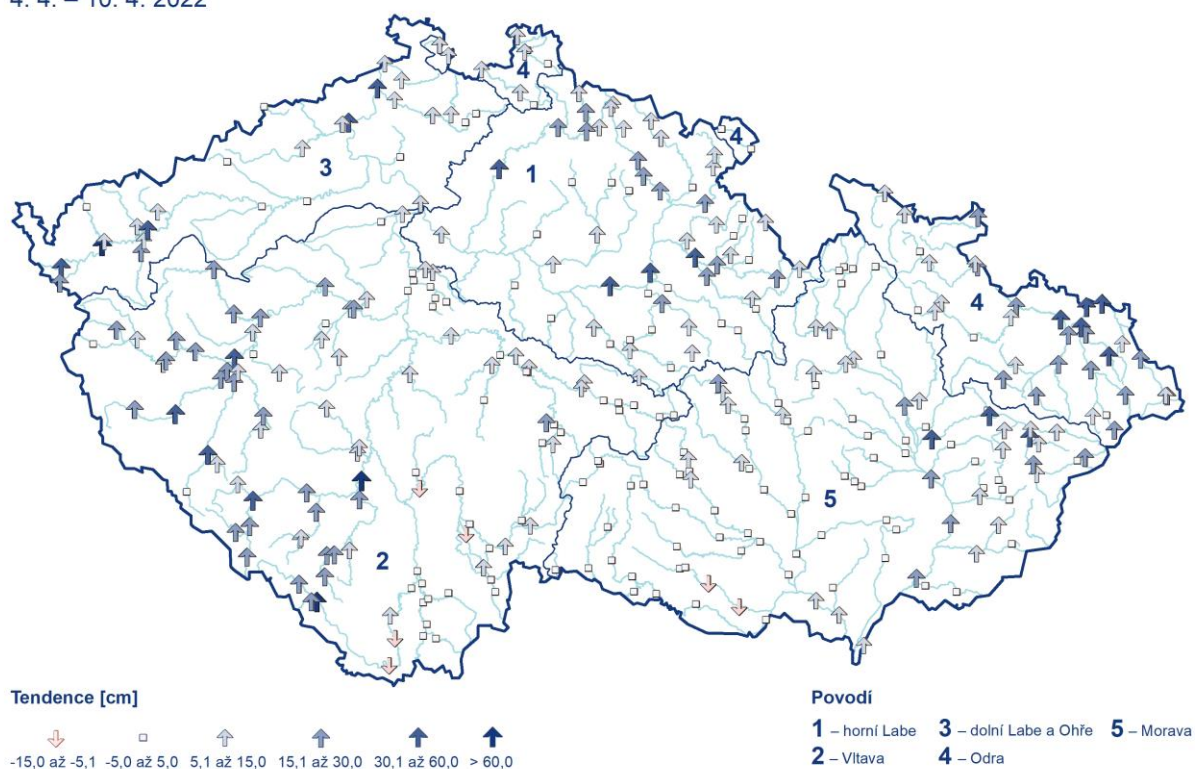 4. 4. – 10. 4. 2022
4
4
3
1
4
5
2
Tendence [cm]
-15,0 až -5,1 -5,0 až 5,0 5,1 až 15,0 15,1 až 30,0 30,1 až 60,0 > 60,0
Povodí
1 – horní Labe 3 – dolní Labe a Ohře 5 – Morava
2 – Vltava 4 – Odra